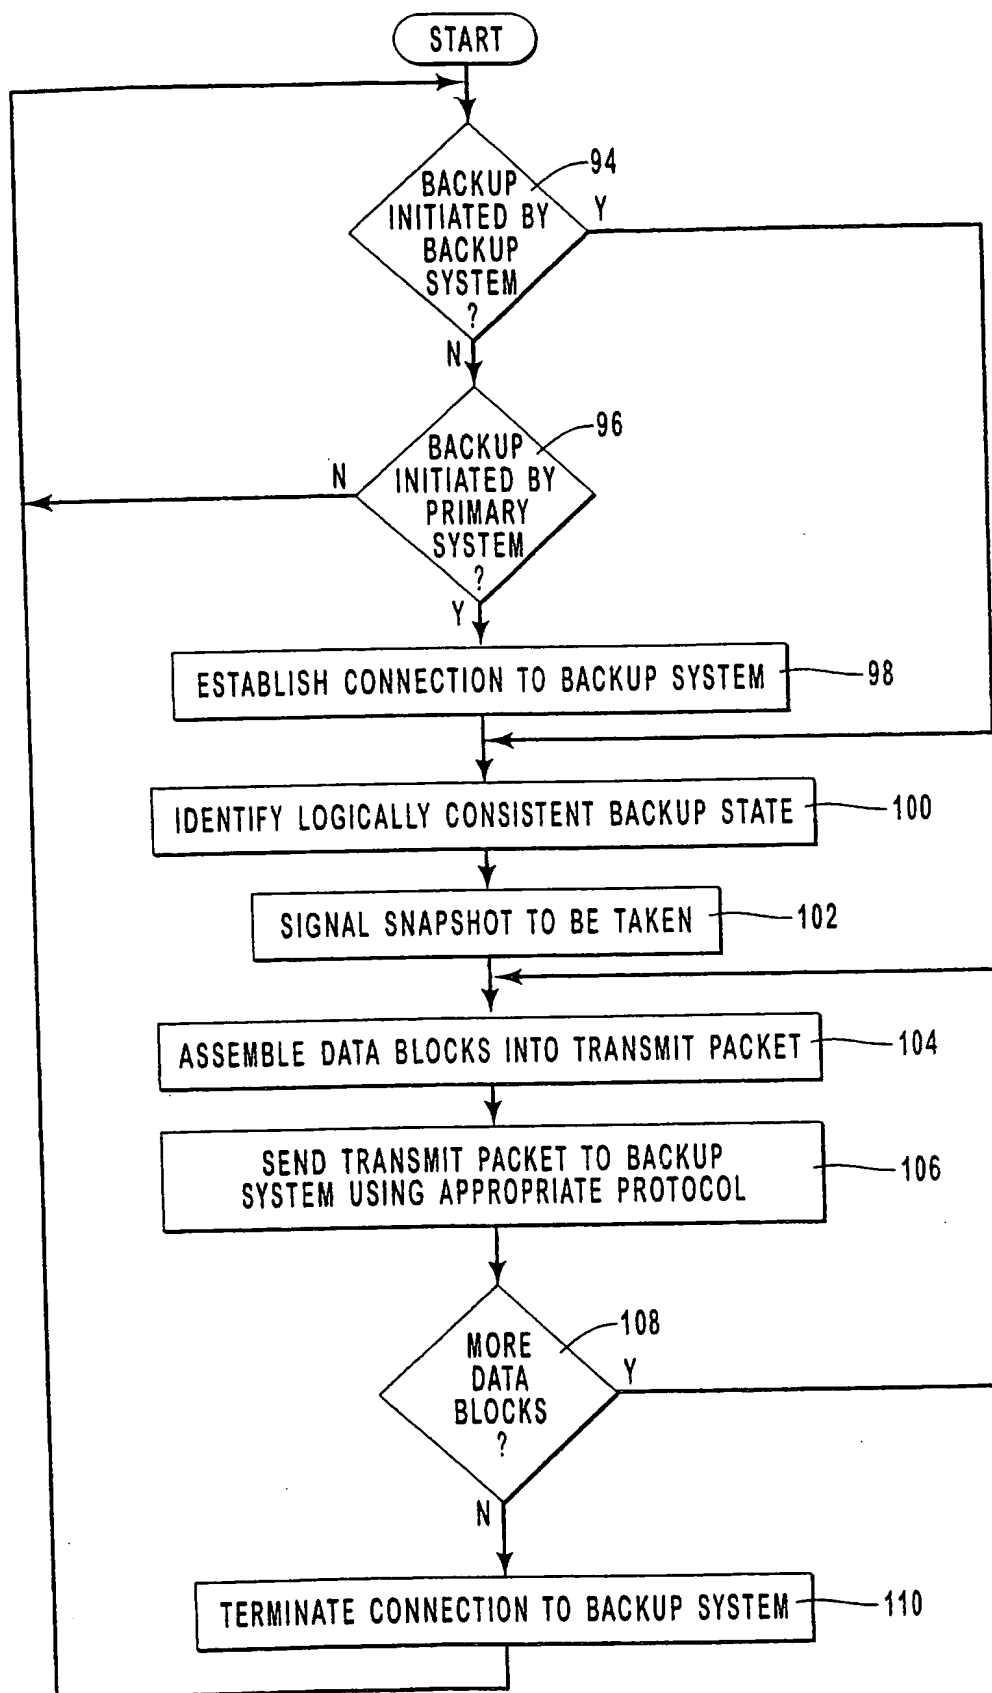 START
94
BACKUP
INITIATED BY
BACKUP
SYSTEM
?
Y
N
96
BACKUP
INITIATED BY
PRIMARY
SYSTEM
?
N
Y
ESTABLISH CONNECTION TO BACKUP SYSTEM
98
IDENTIFY LOGICALLY CONSISTENT BACKUP STATE
100
SIGNAL SNAPSHOT TO BE TAKEN
102
ASSEMBLE DATA BLOCKS INTO TRANSMIT PACKET
104
SEND TRANSMIT PACKET TO BACKUP
SYSTEM USING APPROPRIATE PROTOCOL
106
108
MORE
DATA
BLOCKS
?
Y
N
TERMINATE CONNECTION TO BACKUP SYSTEM
110